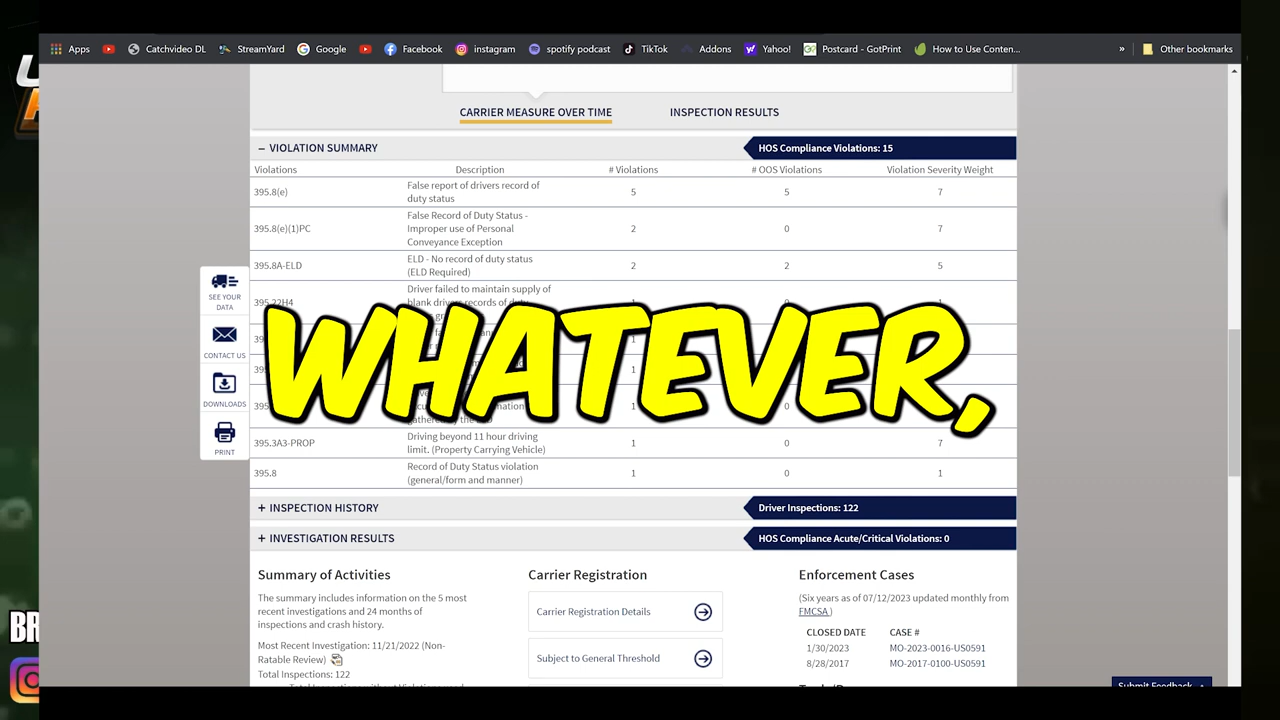 Apps Catchvideo DL StreamYard Google Facebook instagram spotify podcast TikTok Addons Yahoo! Postcard - GotPrint How to Use Conten... » Other bookmarks
CARRIER MEASURE OVER TIME INSPECTION RESULTS
– VIOLATION SUMMARY HOS Compliance Violations: 15
Violations Description # Violations # OOS Violations Violation Severity Weight
395.8(e) False report of drivers record of duty status 5 5 7
395.8(e)(1)PC False Record of Duty Status - Improper use of Personal Conveyance Exception 2 0 7
395.8A-ELD ELD - No record of duty status (ELD Required) 2 2 5
Driver failed to maintain supply of
WHATEVER,
395.3A3-PROP Driving beyond 11 hour driving limit. (Property Carrying Vehicle) 1 0 7
395.8 Record of Duty Status violation (general/form and manner) 1 0 1
SEE YOUR
DATA
CONTACT US
DOWNLOADS
PRINT
+ INSPECTION HISTORY Driver Inspections: 122
+ INVESTIGATION RESULTS HOS Compliance Acute/Critical Violations: 0
Summary of Activities
The summary includes information on the 5 most
recent investigations and 24 months of
inspections and crash history.
Most Recent Investigation: 11/21/2022 (Non-
Ratable Review)
Total Inspections: 122
Carrier Registration
Carrier Registration Details
Subject to General Threshold
Enforcement Cases
(Six years as of 07/12/2023 updated monthly from
FMCSA )
CLOSED DATE CASE #
1/30/2023 MO-2023-0016-US0591
8/28/2017 MO-2017-0100-US0591
Submit Feedback
BR